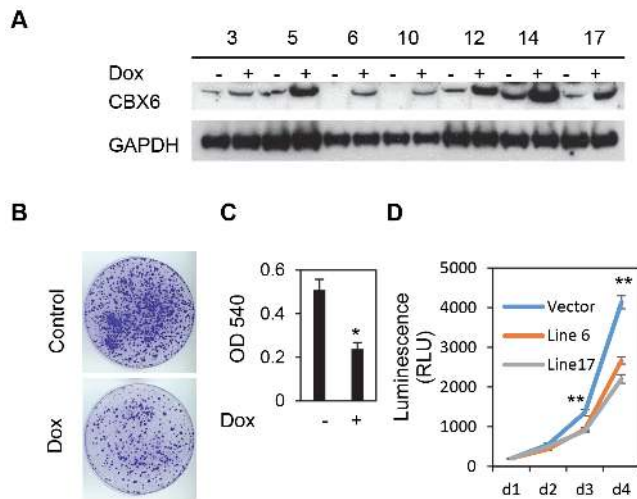 A
3 5 6 10 12 14 17
Dox - + - + - + - + - + - + - +
CBX6
GAPDH
B
Control
Dox
C
OD 540
0.6
0.4
0.2
0
*
Dox - +
D
Luminescence
(RLU)
5000
4000
3000
2000
1000
0
Vector
Line 6
Line17
**
**
d1 d2 d3 d4